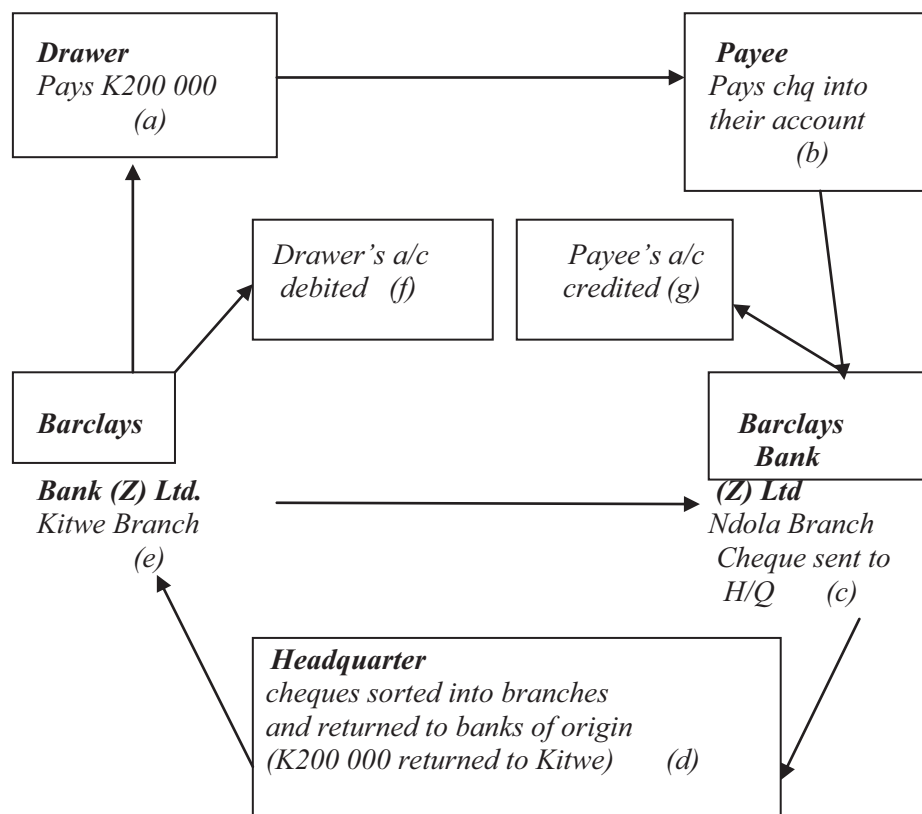 Drawer
Pays K200 000
(a)
Payee
Pays chq into
their account
(b)
Drawer's a/c
debited (f)
Payee's a/c
credited (g)
Barclays
Bank (Z) Ltd.
Kitwe Branch
(e)
Barclays
Bank
(Z) Ltd
Ndola Branch
Cheque sent to
H/Q (c)
Headquarter
cheques sorted into branches
and returned to banks of origin
(K200 000 returned to Kitwe) (d)